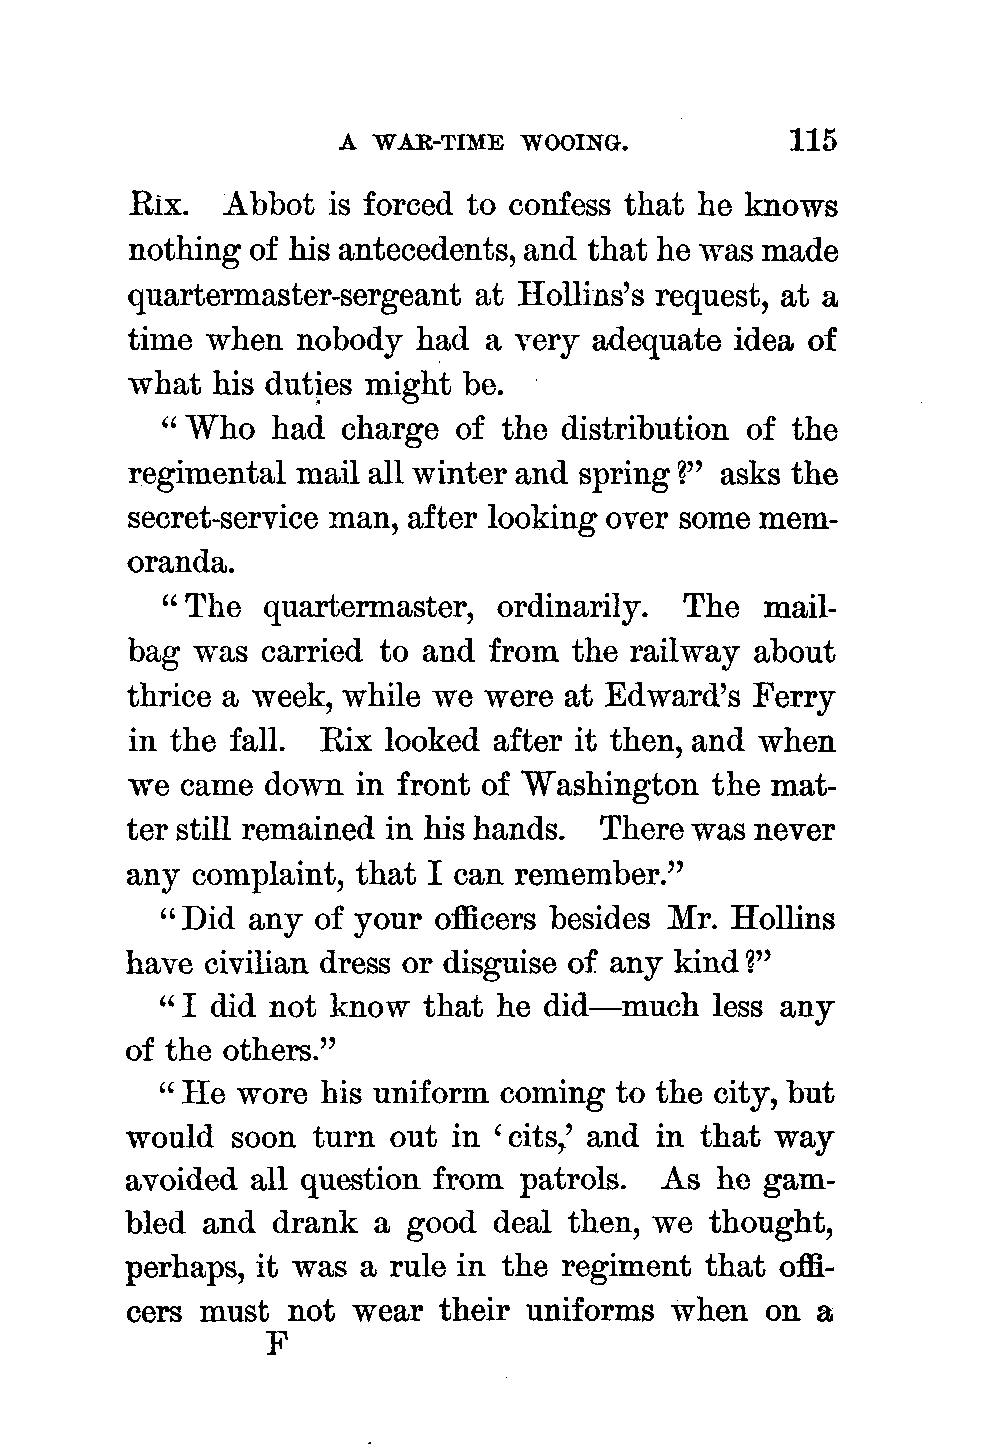 A WAR-TIME WOOING. 115
Rix. Abbot is forced to confess that he knows
nothing of his antecedents, and that he was made
quartermaster-sergeant at Hollins's request, at a
time when nobody had a very adequate idea of
what his duties might be.
“Who had charge of the distribution of the
regimental mail all winter and spring?” asks the
secret-service man, after looking over some mem-
oranda.
“The quartermaster, ordinarily. The mail-
bag was carried to and from the railway about
thrice a week, while we were at Edward's Ferry
in the fall. Rix looked after it then, and when
we came down in front of Washington the mat-
ter still remained in his hands. There was never
any complaint, that I can remember.”
“Did any of your officers besides Mr. Hollins
have civilian dress or disguise of any kind?”
“I did not know that he did—much less any
of the others.”
“He wore his uniform coming to the city, but
would soon turn out in ‘cits,’ and in that way
avoided all question from patrols. As he gam-
bled and drank a good deal then, we thought,
perhaps, it was a rule in the regiment that offi-
cers must not wear their uniforms when on a
F